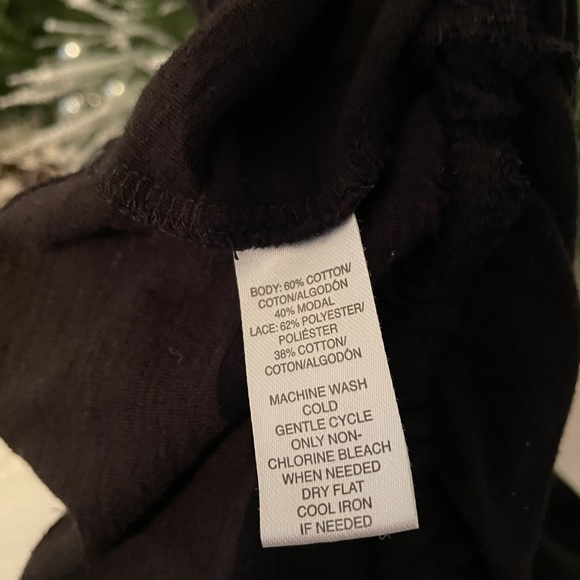 BODY: 60% COTTON/
COTON/ALGODÓN
40% MODAL
LACE: 62% POLYESTER/
POLIÉSTER
38% COTTON/
COTON/ALGODÓN
MACHINE WASH
COLD
GENTLE CYCLE
ONLY NON-
CHLORINE BLEACH
WHEN NEEDED
DRY FLAT
COOL IRON
IF NEEDED